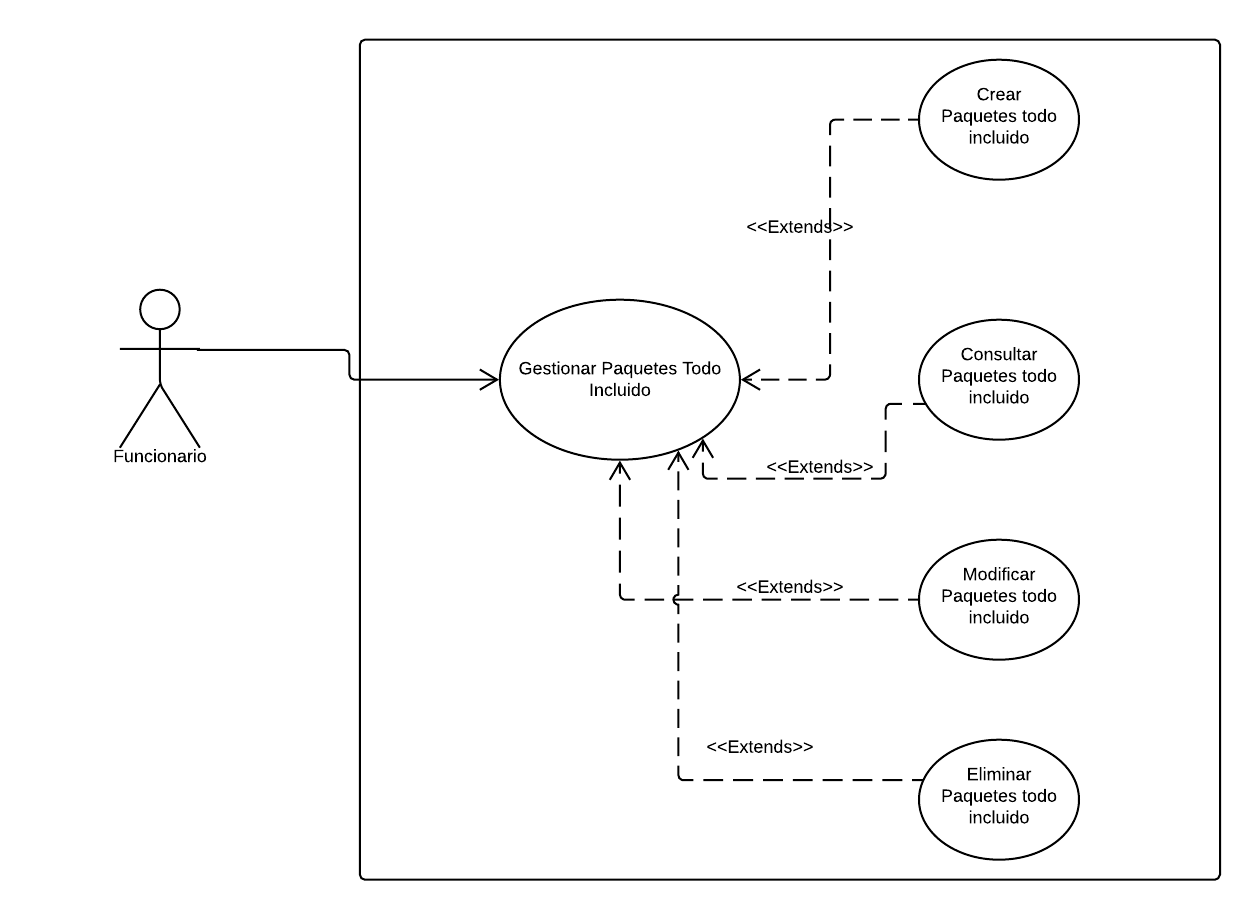 Crear
Paquetes todo
incluido
<<Extends>>
Gestionar Paquetes Todo
Incluido
Consultar
Paquetes todo
incluido
Funcionario
<<Extends>>
Modificar
Paquetes todo
incluido
<<Extends>>
<<Extends>>
Eliminar
Paquetes todo
incluido